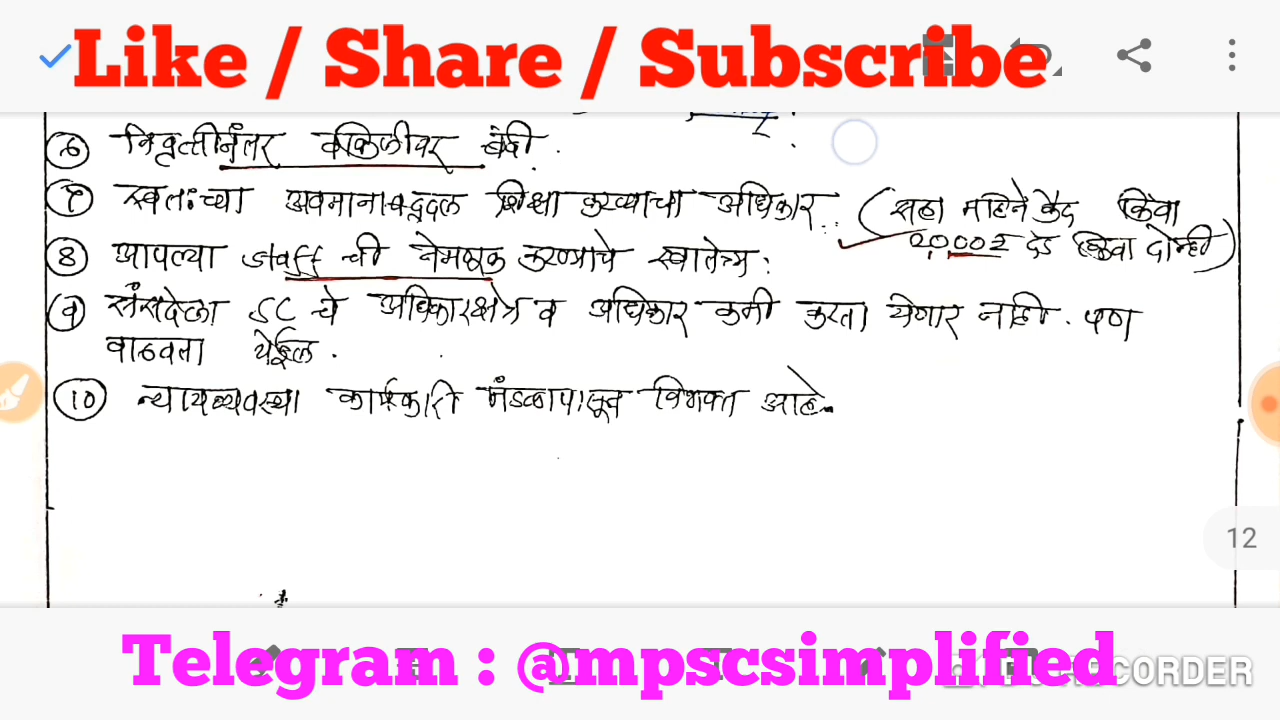 Like / Share / Subscribe
⑥ निवृत्तीनंतर वकिलीवर बंदी.
⑦ स्वतःच्या अवमानाबद्दल शिक्षा करण्याचा अधिकार (सहा महिने कैद किंवा
2000₹ दंड किंवा दोन्ही)
⑧ आपल्या staff ची नेमणूक करण्याचे स्वातंत्र्य.
⑨ संसदेला SC चे अधिकारक्षेत्र व अधिकार कमी करता येणार नाही. पण
वाढवता येईल.
⑩ न्यायव्यवस्था कार्यकारी मंडळापासून विभक्त आहे.
12
Telegram : @mpscsimplified
RECORDER